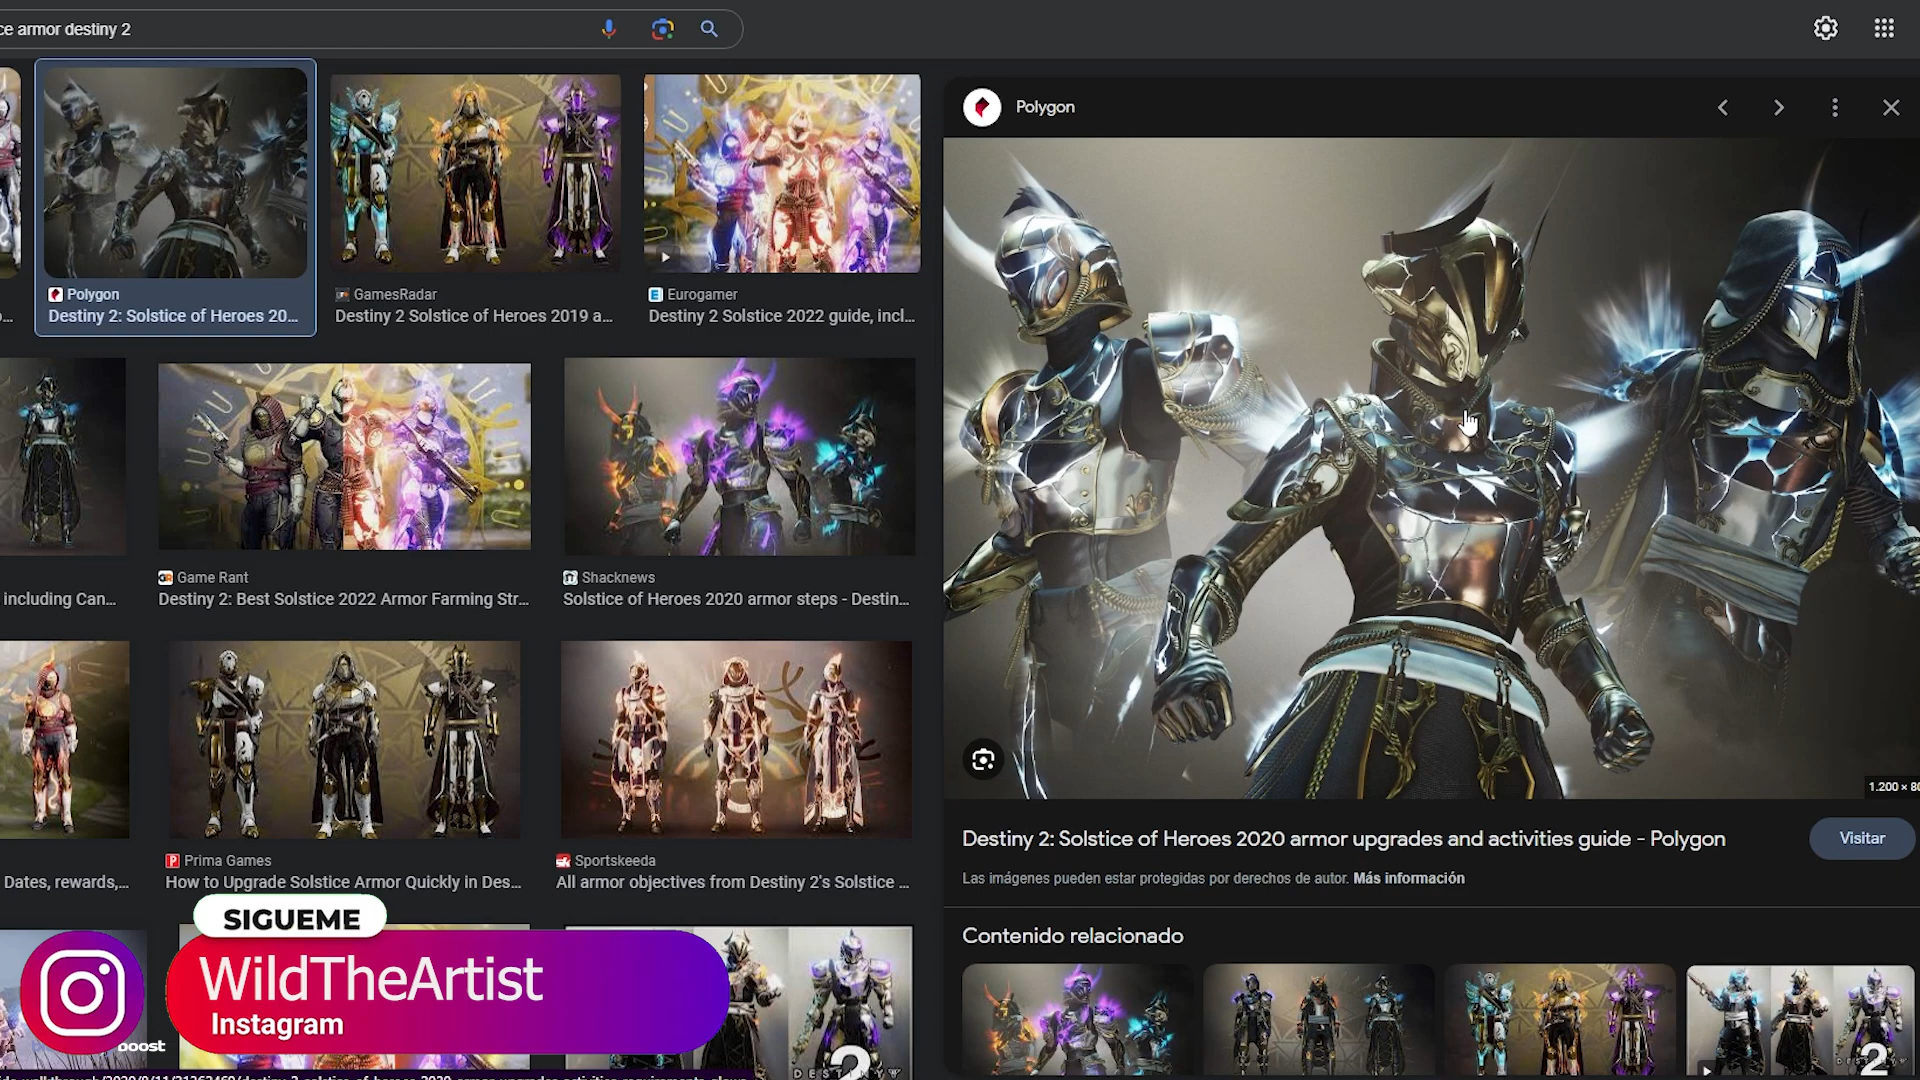 ce armor destiny 2
Polygon
Destiny 2: Solstice of Heroes 20...
GamesRadar
Destiny 2 Solstice of Heroes 2019 a...
Eurogamer
Destiny 2 Solstice 2022 guide, incl...
including Can...
Game Rant
Destiny 2: Best Solstice 2022 Armor Farming Str...
Shacknews
Solstice of Heroes 2020 armor steps - Destin...
Dates, rewards,...
Prima Games
How to Upgrade Solstice Armor Quickly in Des...
Sportskeeda
All armor objectives from Destiny 2's Solstice ...
SIGUEME
WildTheArtist
Instagram
boost
Polygon
1.200 × 80
Destiny 2: Solstice of Heroes 2020 armor upgrades and activities guide - Polygon
Visitar
Las imágenes pueden estar protegidas por derechos de autor. Más información
Contenido relacionado
2
2